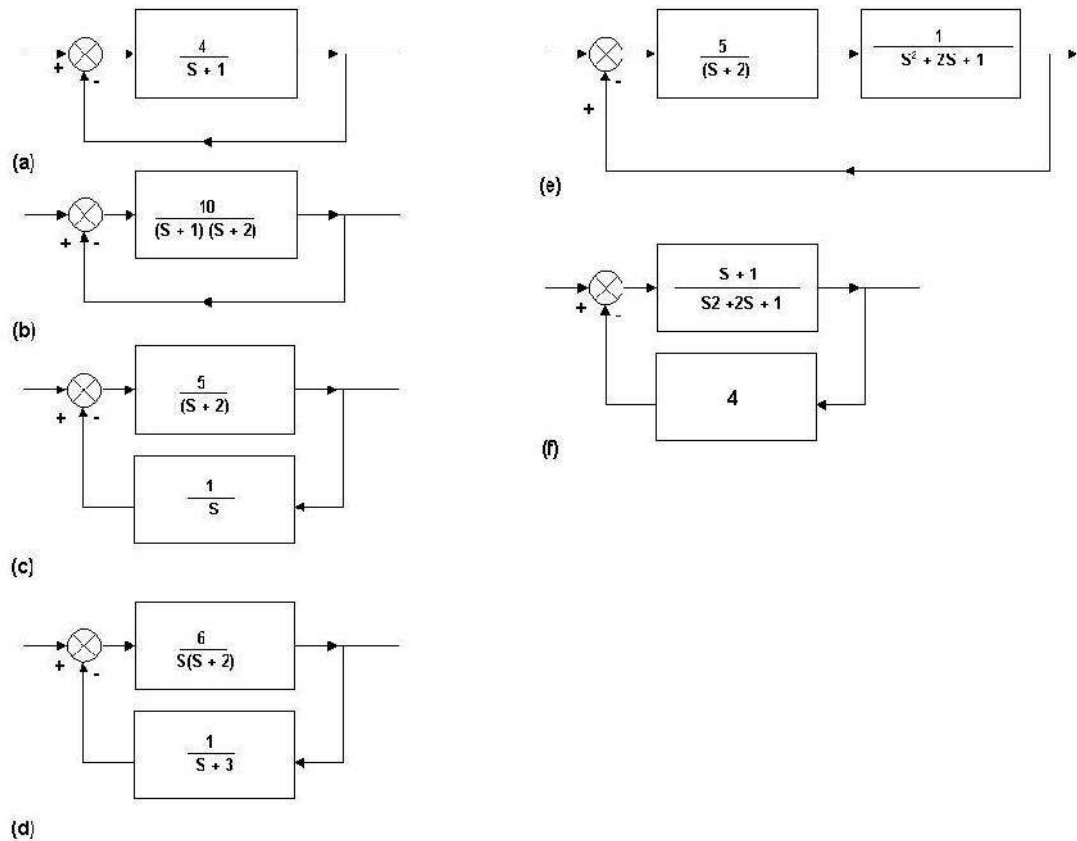 4
S + 1
+
-
(a)
10
(S + 1) (S + 2)
+ -
(b)
5
(S + 2)
+ -
1
S
(c)
6
S(S + 2)
+ -
1
S + 3
(d)
5
(S + 2)
1
S² + 2S + 1
-
+
(e)
S + 1
S2 +2S + 1
+
-
4
(f)